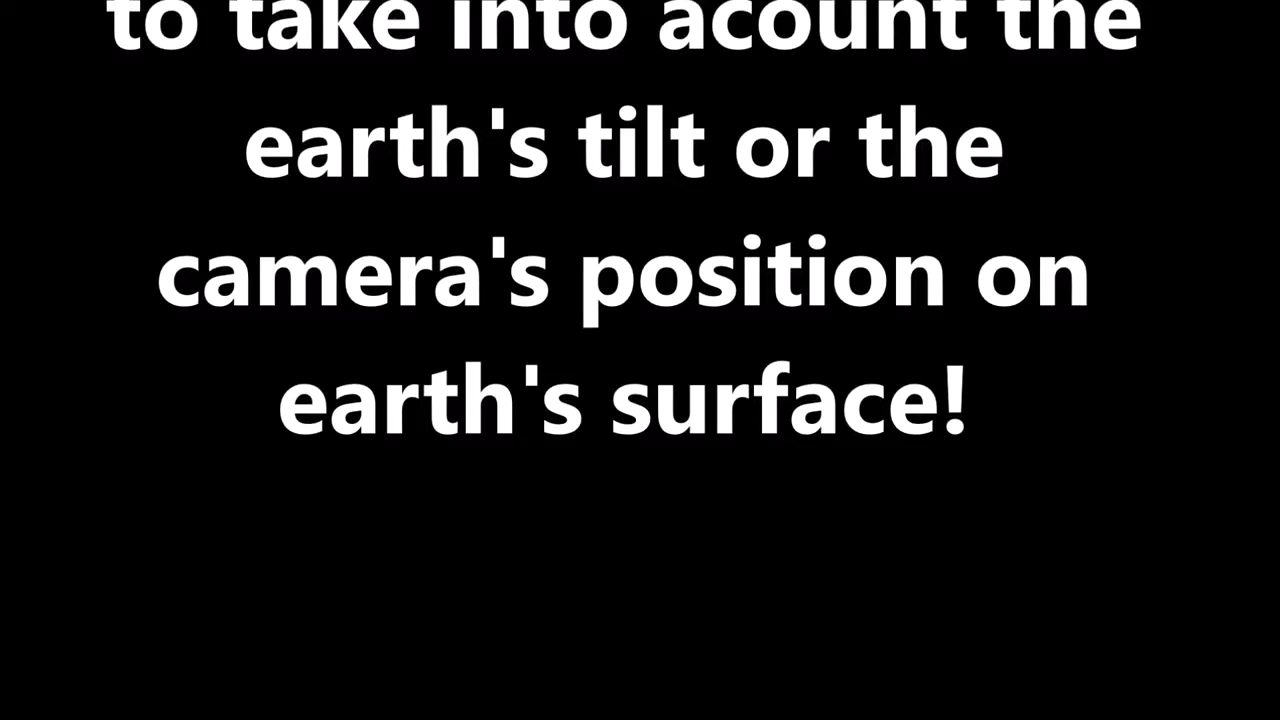 to take into acount the
earth's tilt or the
camera's position on
earth's surface!